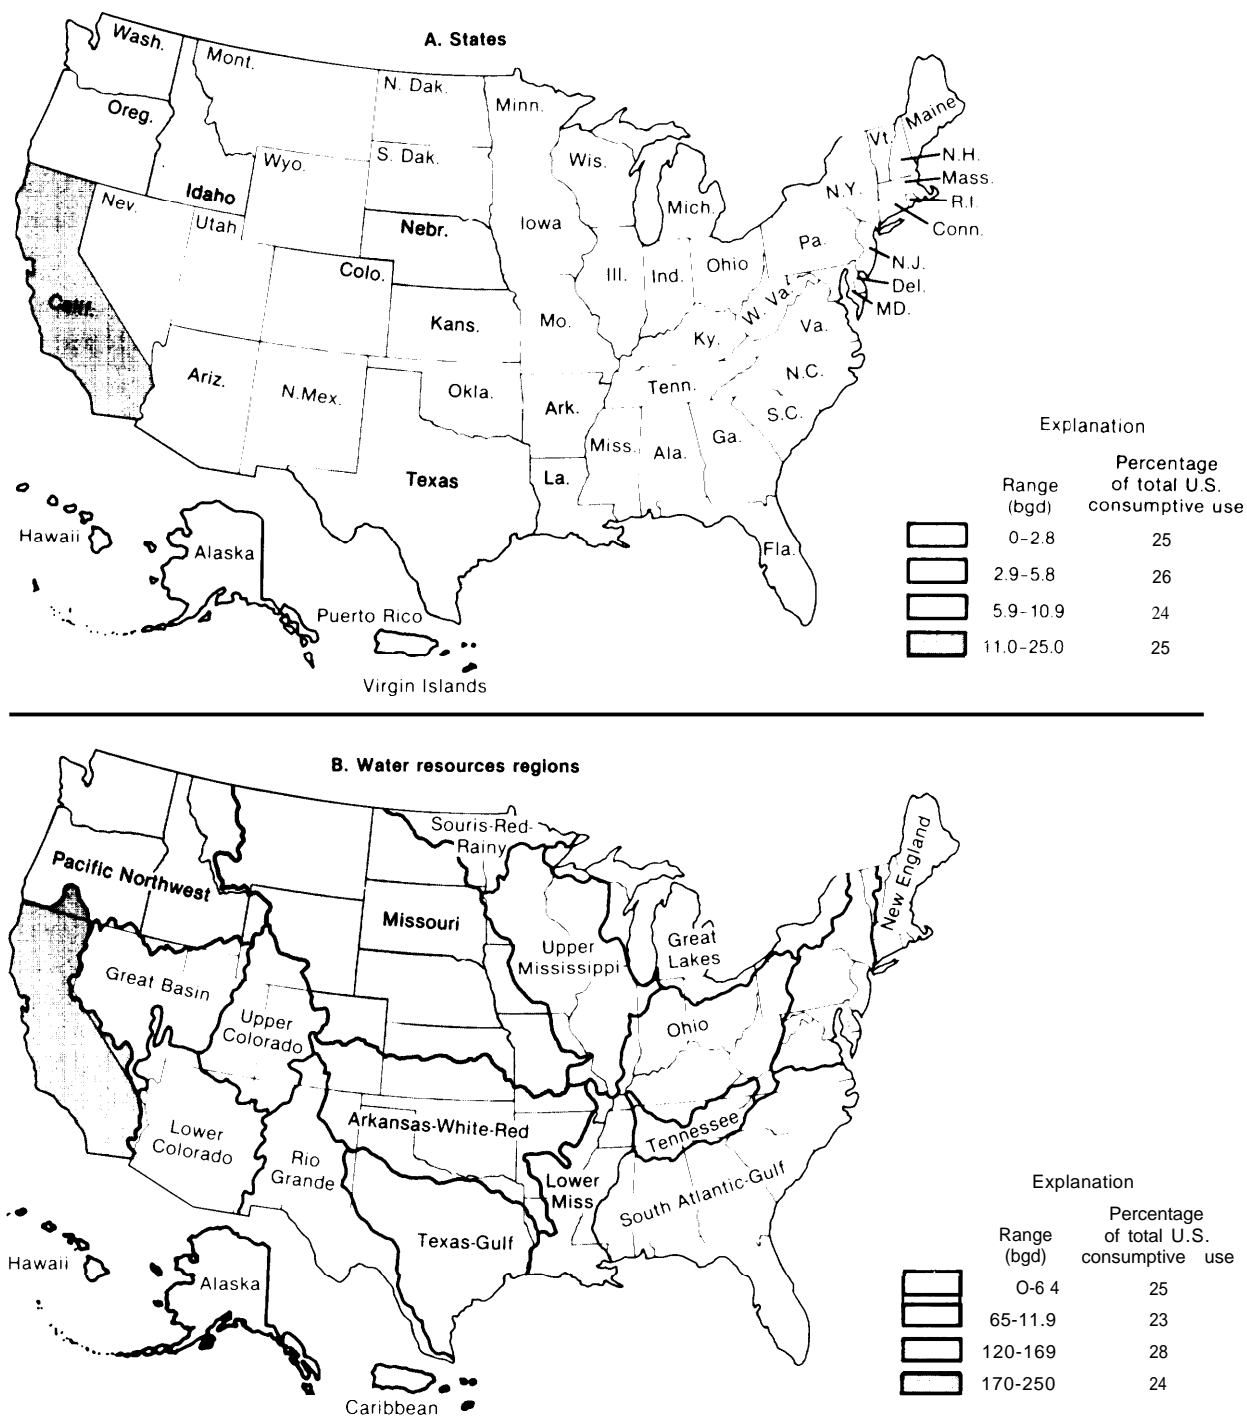 A. States
Wash.
Mont.
N. Dak.
Minn.
Oreg.
Idaho
Wyo.
S. Dak.
Wis.
Mich.
N.Y.
Vt.
Maine
N.H.
Mass.
R.I.
Conn.
N.J.
Del.
MD.
Nev.
Utah
Colo.
Nebr.
Iowa
Ill.
Ind.
Ohio
Pa.
W. Va.
Va.
Calif.
Kans.
Mo.
Ky.
Ariz.
N.Mex.
Okla.
Ark.
Tenn.
N.C.
S.C.
Texas
La.
Miss.
Ala.
Ga.
Fla.
Hawaii
Alaska
Puerto Rico
Virgin Islands
Explanation
Range
(bgd)
Percentage
of total U.S.
consumptive use
0-2.8 25
2.9-5.8 26
5.9-10.9 24
11.0-25.0 25
B. Water resources regions
Souris-Red-
Rainy
Pacific Northwest
Missouri
Upper
Mississippi
Great
Lakes
New England
Great Basin
Upper
Colorado
Ohio
Lower
Colorado
Rio
Grande
Arkansas-White-Red
Tennessee
Lower
Miss
South Atlantic-Gulf
Texas-Gulf
Hawaii
Alaska
Caribbean
Explanation
Range
(bgd)
Percentage
of total U.S.
consumptive use
O-6 4 25
65-11.9 23
120-169 28
170-250 24